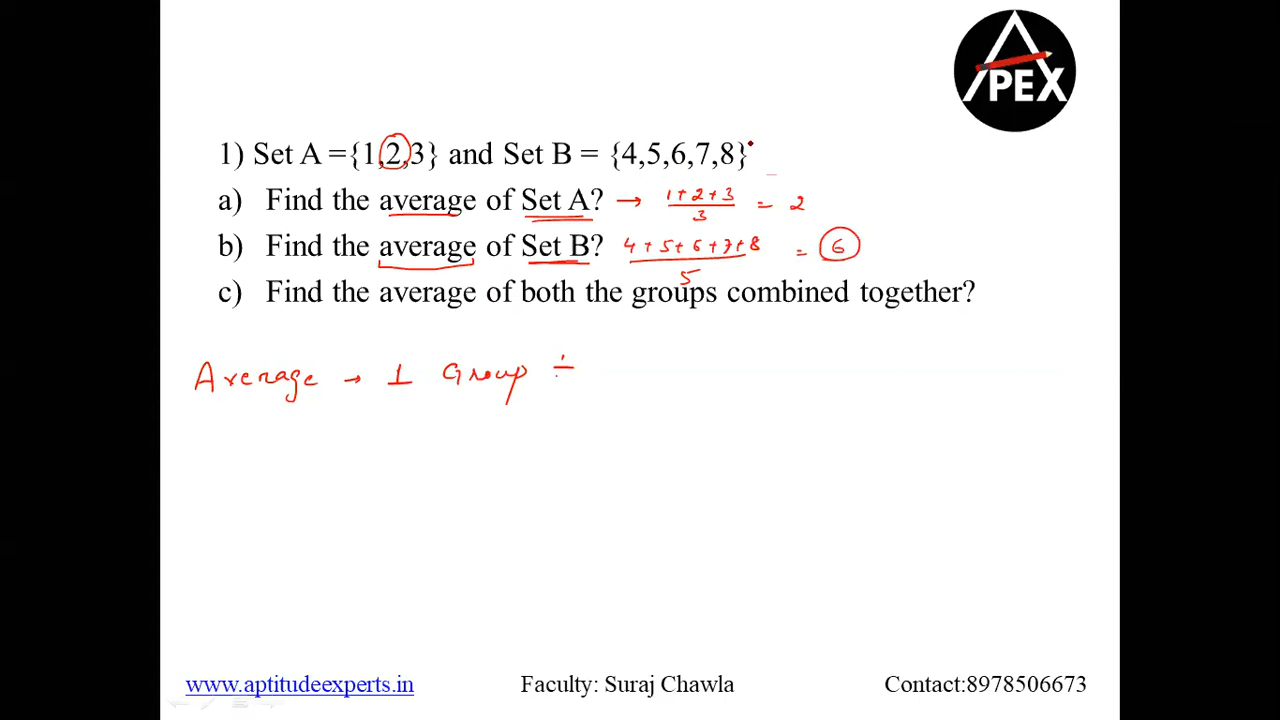 APEX
1) Set A ={1,2,3} and Set B = {4,5,6,7,8}
a) Find the average of Set A? → 1+2+3/3 = 2
b) Find the average of Set B? 4+5+6+7+8/5 = 6
c) Find the average of both the groups combined together?
Average → 1 Group ÷
www.aptitudeexperts.in Faculty: Suraj Chawla Contact:8978506673